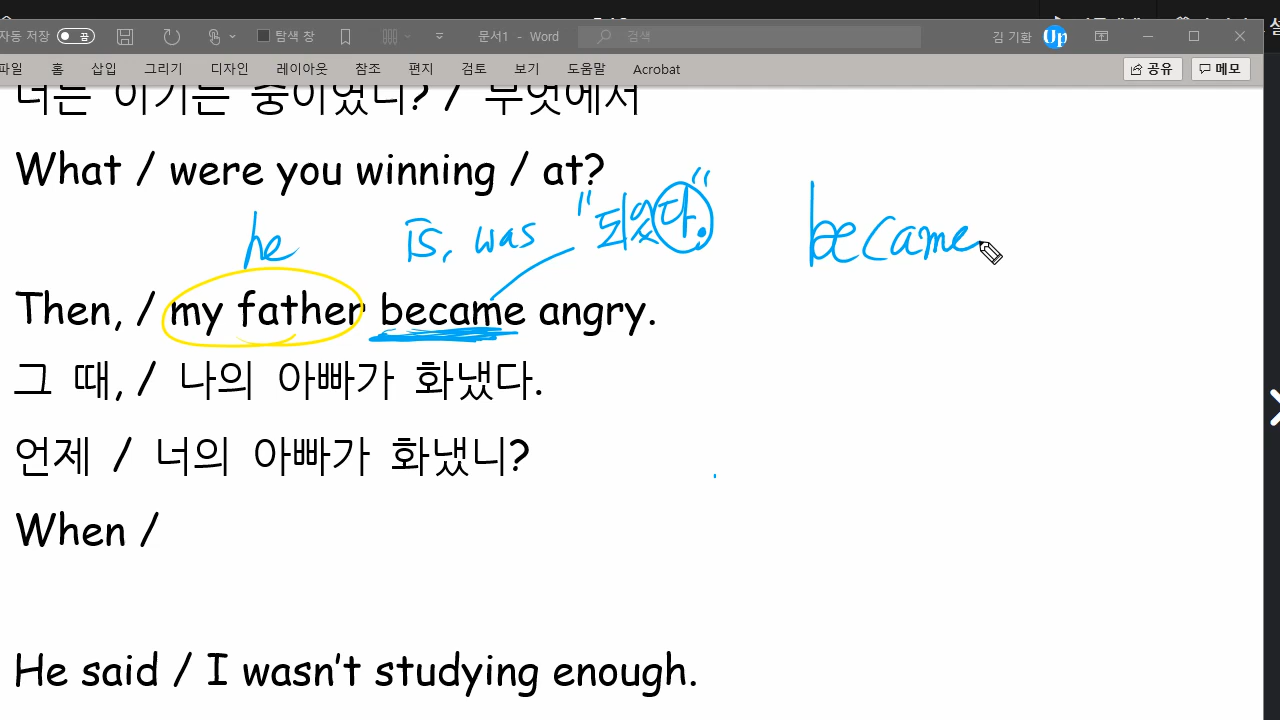 자동 저장 끔 탐색 창 문서1 - Word 검색 김 기환 Up
파일 홈 삽입 그리기 디자인 레이아웃 참조 편지 검토 보기 도움말 Acrobat 공유 메모
너는 이기는 중이었니? / 무엇에서
What / were you winning / at?
he is, was "되었다." became
Then, / my father became angry.
그 때, / 나의 아빠가 화냈다.
언제 / 너의 아빠가 화냈니?
When /
He said / I wasn't studying enough.